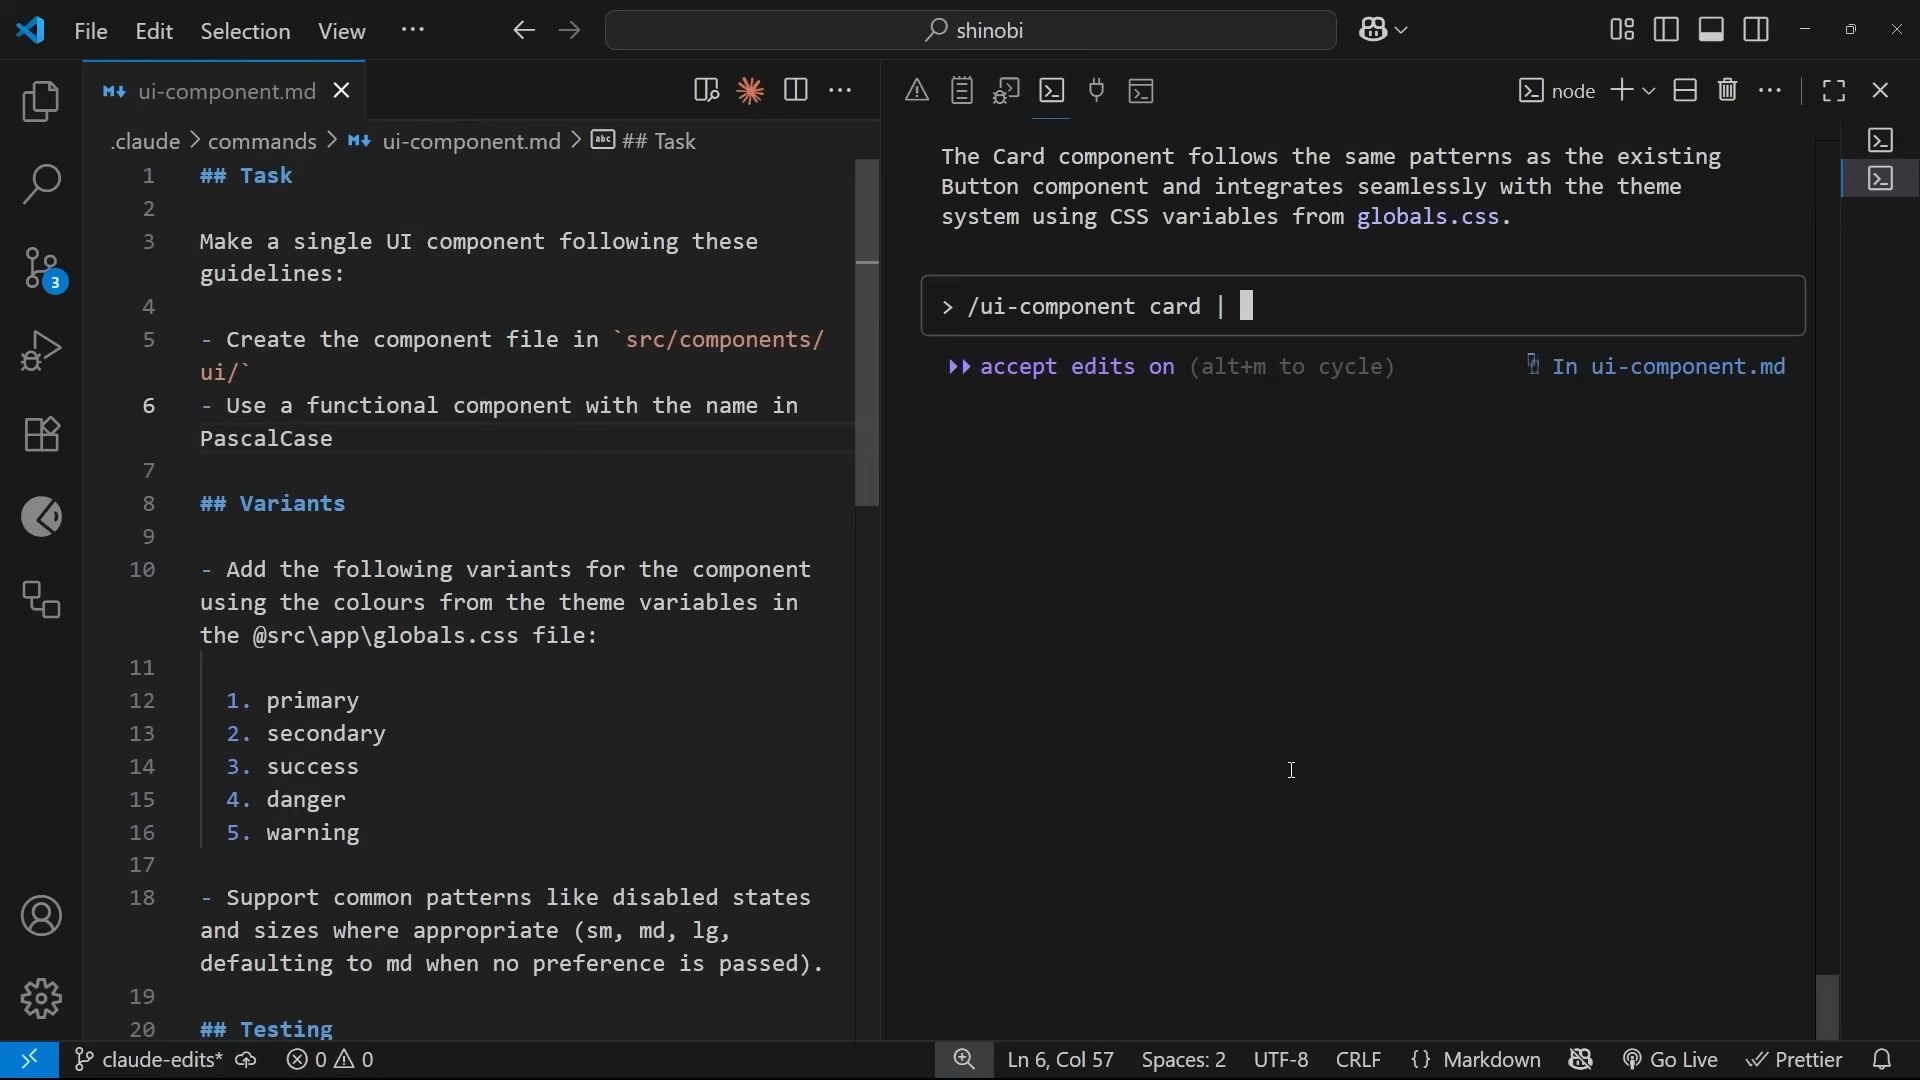 File Edit Selection View ··· shinobi
ui-component.md
node
.claude > commands > ui-component.md > ## Task
1 ## Task
2
3 Make a single UI component following these
guidelines:
4
5 - Create the component file in `src/components/
ui/`
6 - Use a functional component with the name in
PascalCase
7
8 ## Variants
9
10 - Add the following variants for the component
using the colours from the theme variables in
the @src\app\globals.css file:
11
12 1. primary
13 2. secondary
14 3. success
15 4. danger
16 5. warning
17
18 - Support common patterns like disabled states
and sizes where appropriate (sm, md, lg,
defaulting to md when no preference is passed).
19
20 ## Testing
The Card component follows the same patterns as the existing
Button component and integrates seamlessly with the theme
system using CSS variables from globals.css.
> /ui-component card |
accept edits on (alt+m to cycle) In ui-component.md
3
claude-edits* 0 0 Ln 6, Col 57 Spaces: 2 UTF-8 CRLF {} Markdown Go Live Prettier